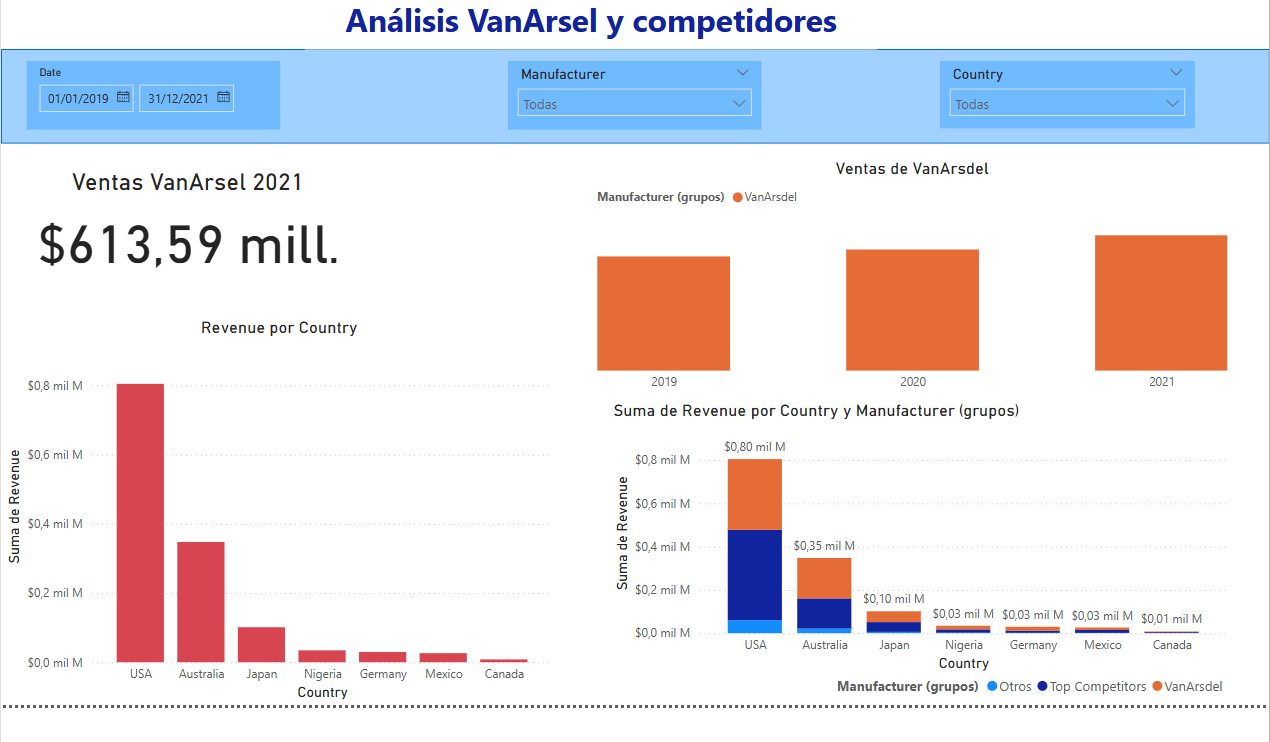 Análisis VanArsel y competidores
Date
01/01/2019
31/12/2021
Manufacturer
Todas
Country
Todas
Ventas VanArsel 2021
$613,59 mill.
Ventas de VanArsdel
Manufacturer (grupos) VanArsdel
2019 2020 2021
Revenue por Country
Suma de Revenue
$0,8 mil M
$0,6 mil M
$0,4 mil M
$0,2 mil M
$0,0 mil M
USA Australia Japan Nigeria Germany Mexico Canada
Country
Suma de Revenue por Country y Manufacturer (grupos)
Suma de Revenue
$0,8 mil M
$0,6 mil M
$0,4 mil M
$0,2 mil M
$0,0 mil M
$0,80 mil M
$0,35 mil M
$0,10 mil M
$0,03 mil M
$0,03 mil M
$0,03 mil M
$0,01 mil M
USA Australia Japan Nigeria Germany Mexico Canada
Country
Manufacturer (grupos) Otros Top Competitors VanArsdel